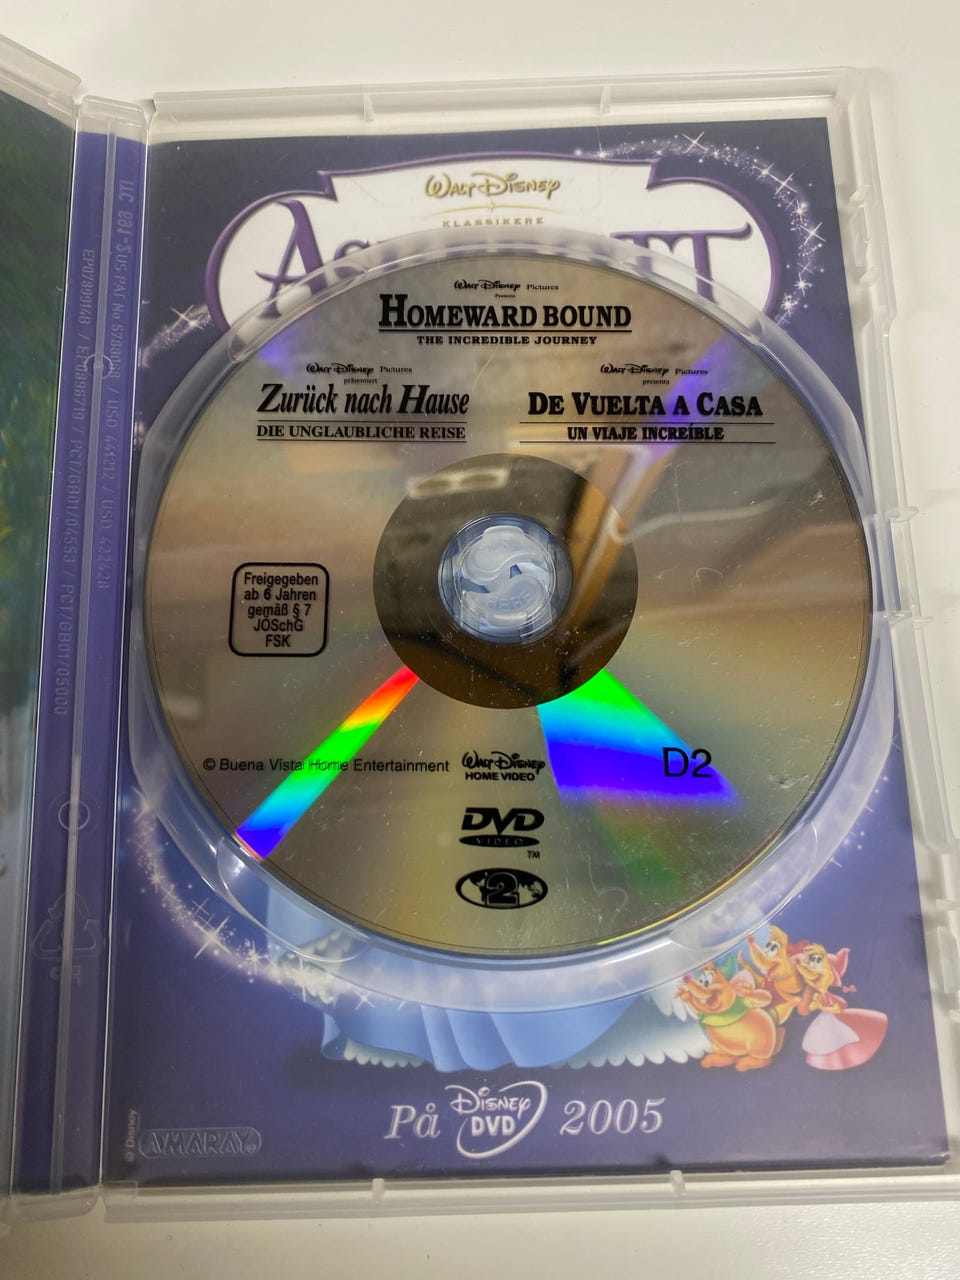 WALT DISNEY
KLASSIKERE
WALT DISNEY Pictures
Presents
HOMEWARD BOUND
THE INCREDIBLE JOURNEY
WALT DISNEY Pictures
präsentiert
Zurück nach Hause
DIE UNGLAUBLICHE REISE
WALT DISNEY Pictures
presenta
DE VUELTA A CASA
UN VIAJE INCREÍBLE
Freigegeben
ab 6 Jahren
gemäß § 7
JÖSchG
FSK
© Buena Vista Home Entertainment
WALT DISNEY
HOME VIDEO
D2
DVD
VIDEO
TM
2
På DISNEY DVD 2005
© Disney
AMARAY